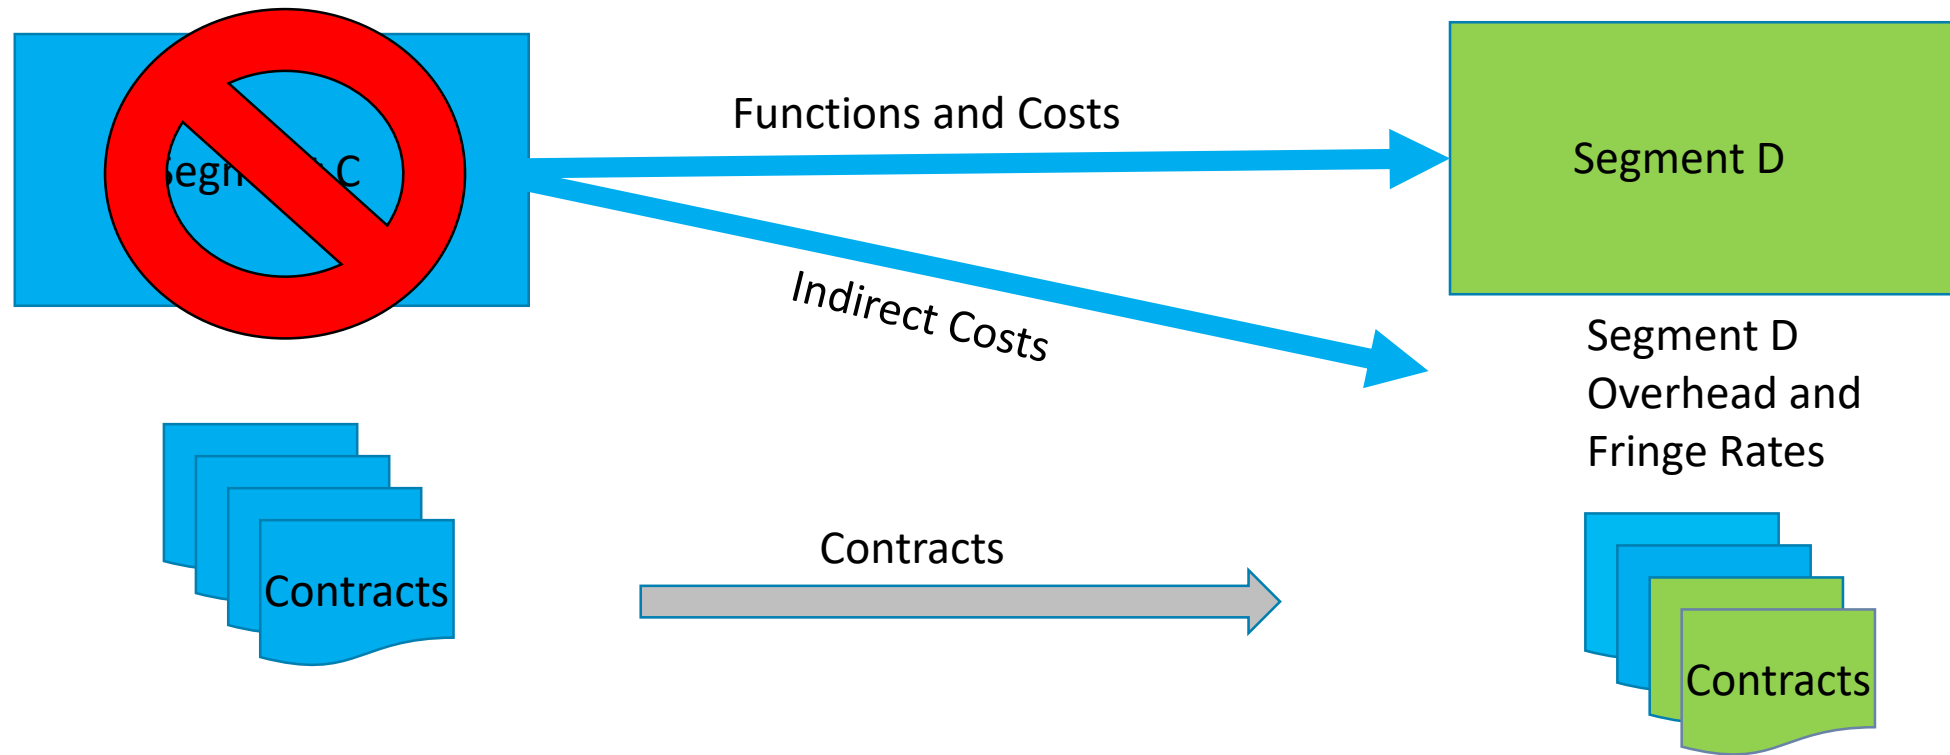 Functions and Costs
C
Segment D
Indirect Costs
Segment D
Overhead and
Fringe Rates
Contracts
Contracts
Contracts